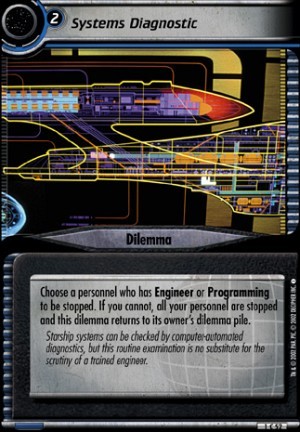 2
Systems Diagnostic
Dilemma
Choose a personnel who has Engineer or Programming
to be stopped. If you cannot, all your personnel are stopped
and this dilemma returns to its owner's dilemma pile.
Starship systems can be checked by computer-automated
diagnostics, but this routine examination is no substitute for the
scrutiny of a trained engineer.
1 C 57